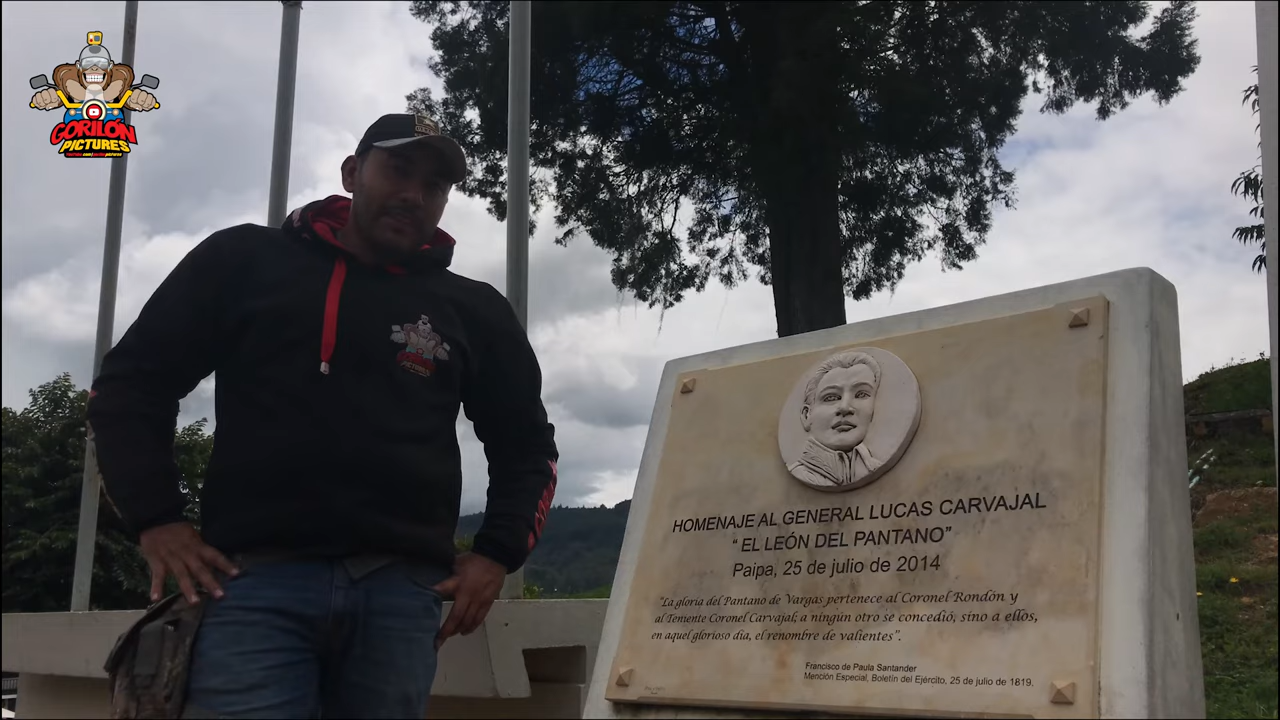 GORILÓN
PICTURES
HOMENAJE AL GENERAL LUCAS CARVAJAL
“ EL LEÓN DEL PANTANO”
Paipa, 25 de julio de 2014
“La gloria del Pantano de Vargas pertenece al Coronel Rondón y
al Temente Coronel Carvajal; a ningún otro se concedió, sino a ellos,
en aquel glorioso día, el renombre de valientes”.
Francisco de Paula Santander
Mención Especial, Boletín del Ejército, 25 de julio de 1819.